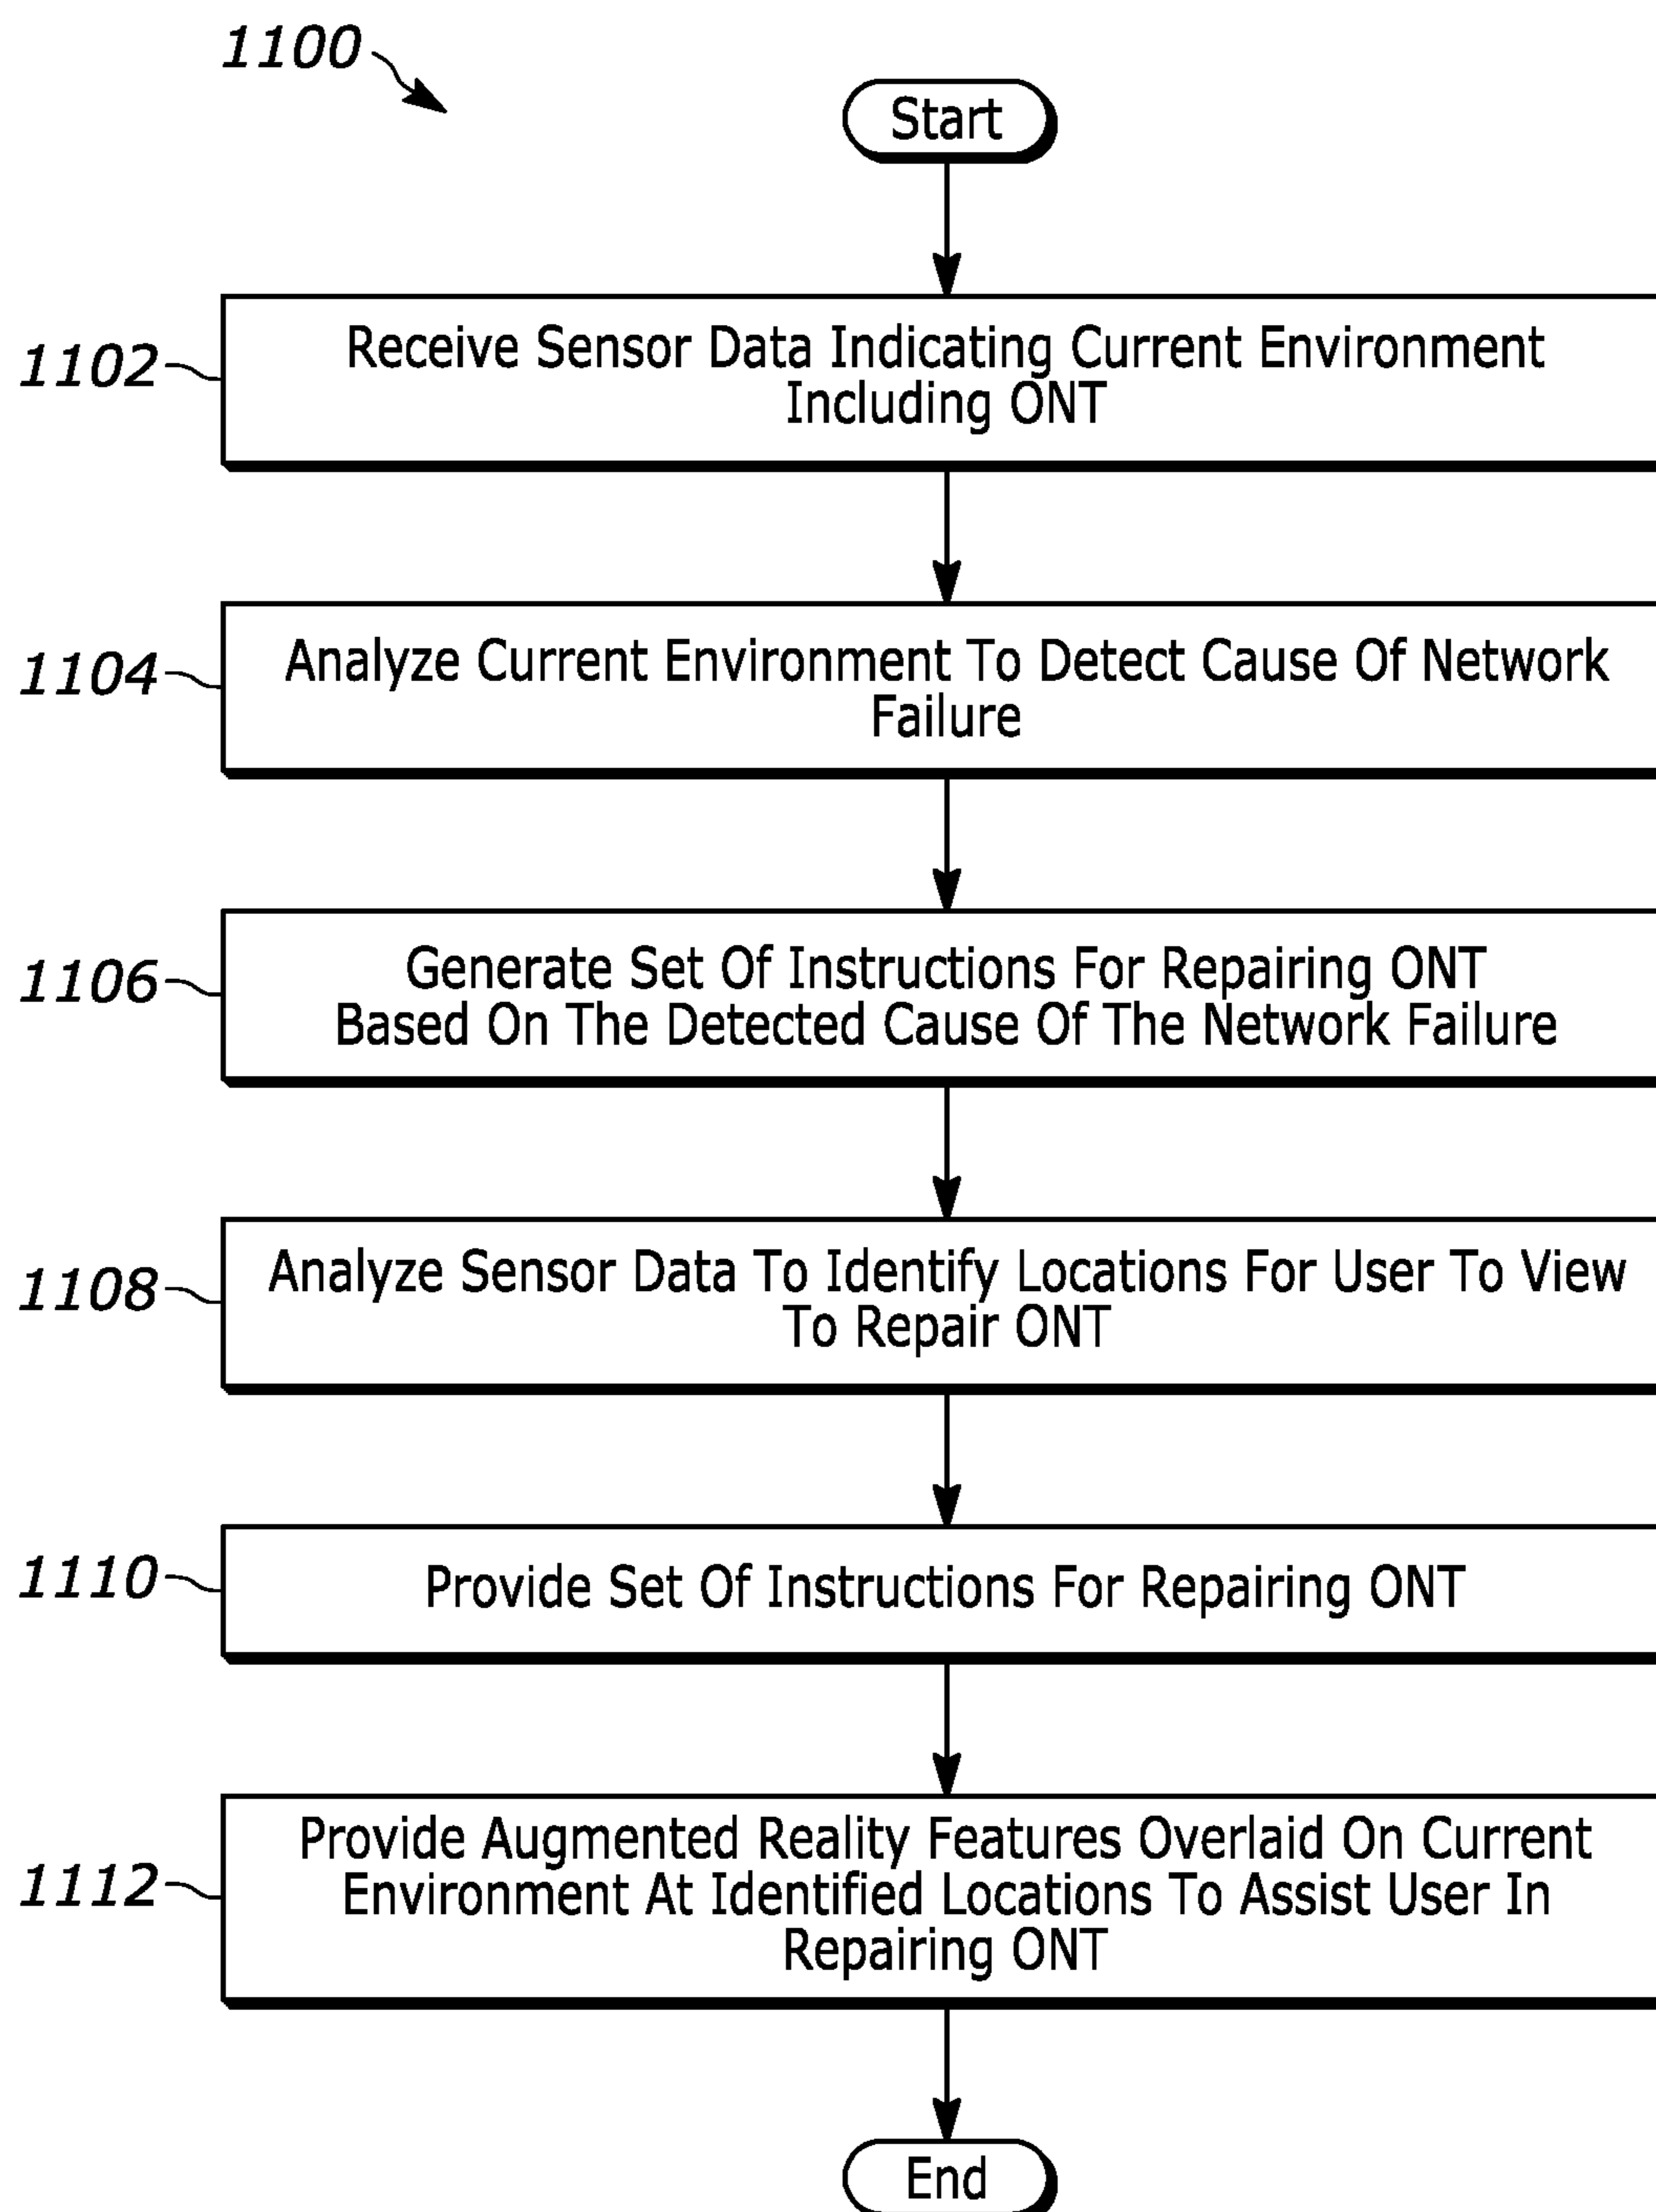 1100
Start
1102
Receive Sensor Data Indicating Current Environment
Including ONT
1104
Analyze Current Environment To Detect Cause Of Network
Failure
1106
Generate Set Of Instructions For Repairing ONT
Based On The Detected Cause Of The Network Failure
1108
Analyze Sensor Data To Identify Locations For User To View
To Repair ONT
1110
Provide Set Of Instructions For Repairing ONT
1112
Provide Augmented Reality Features Overlaid On Current
Environment At Identified Locations To Assist User In
Repairing ONT
End